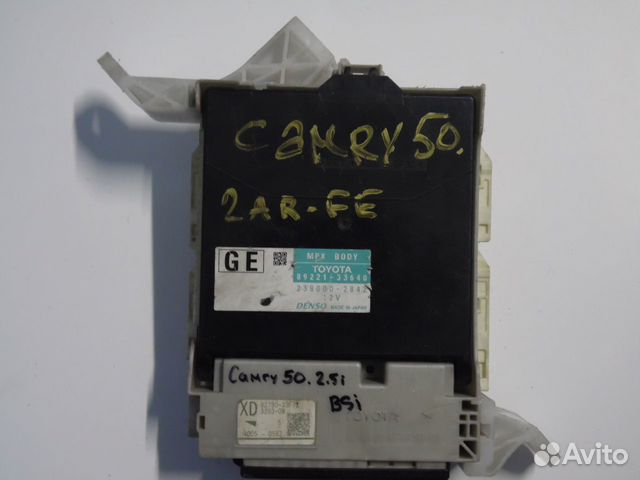 CAMRY 50.
2AR-FE
GE
MPX BODY
TOYOTA
89221-33640
12V
DENSO MADE IN JAPAN
Camry 50. 2.5i
BSi
XD
TOYOTA
Avito